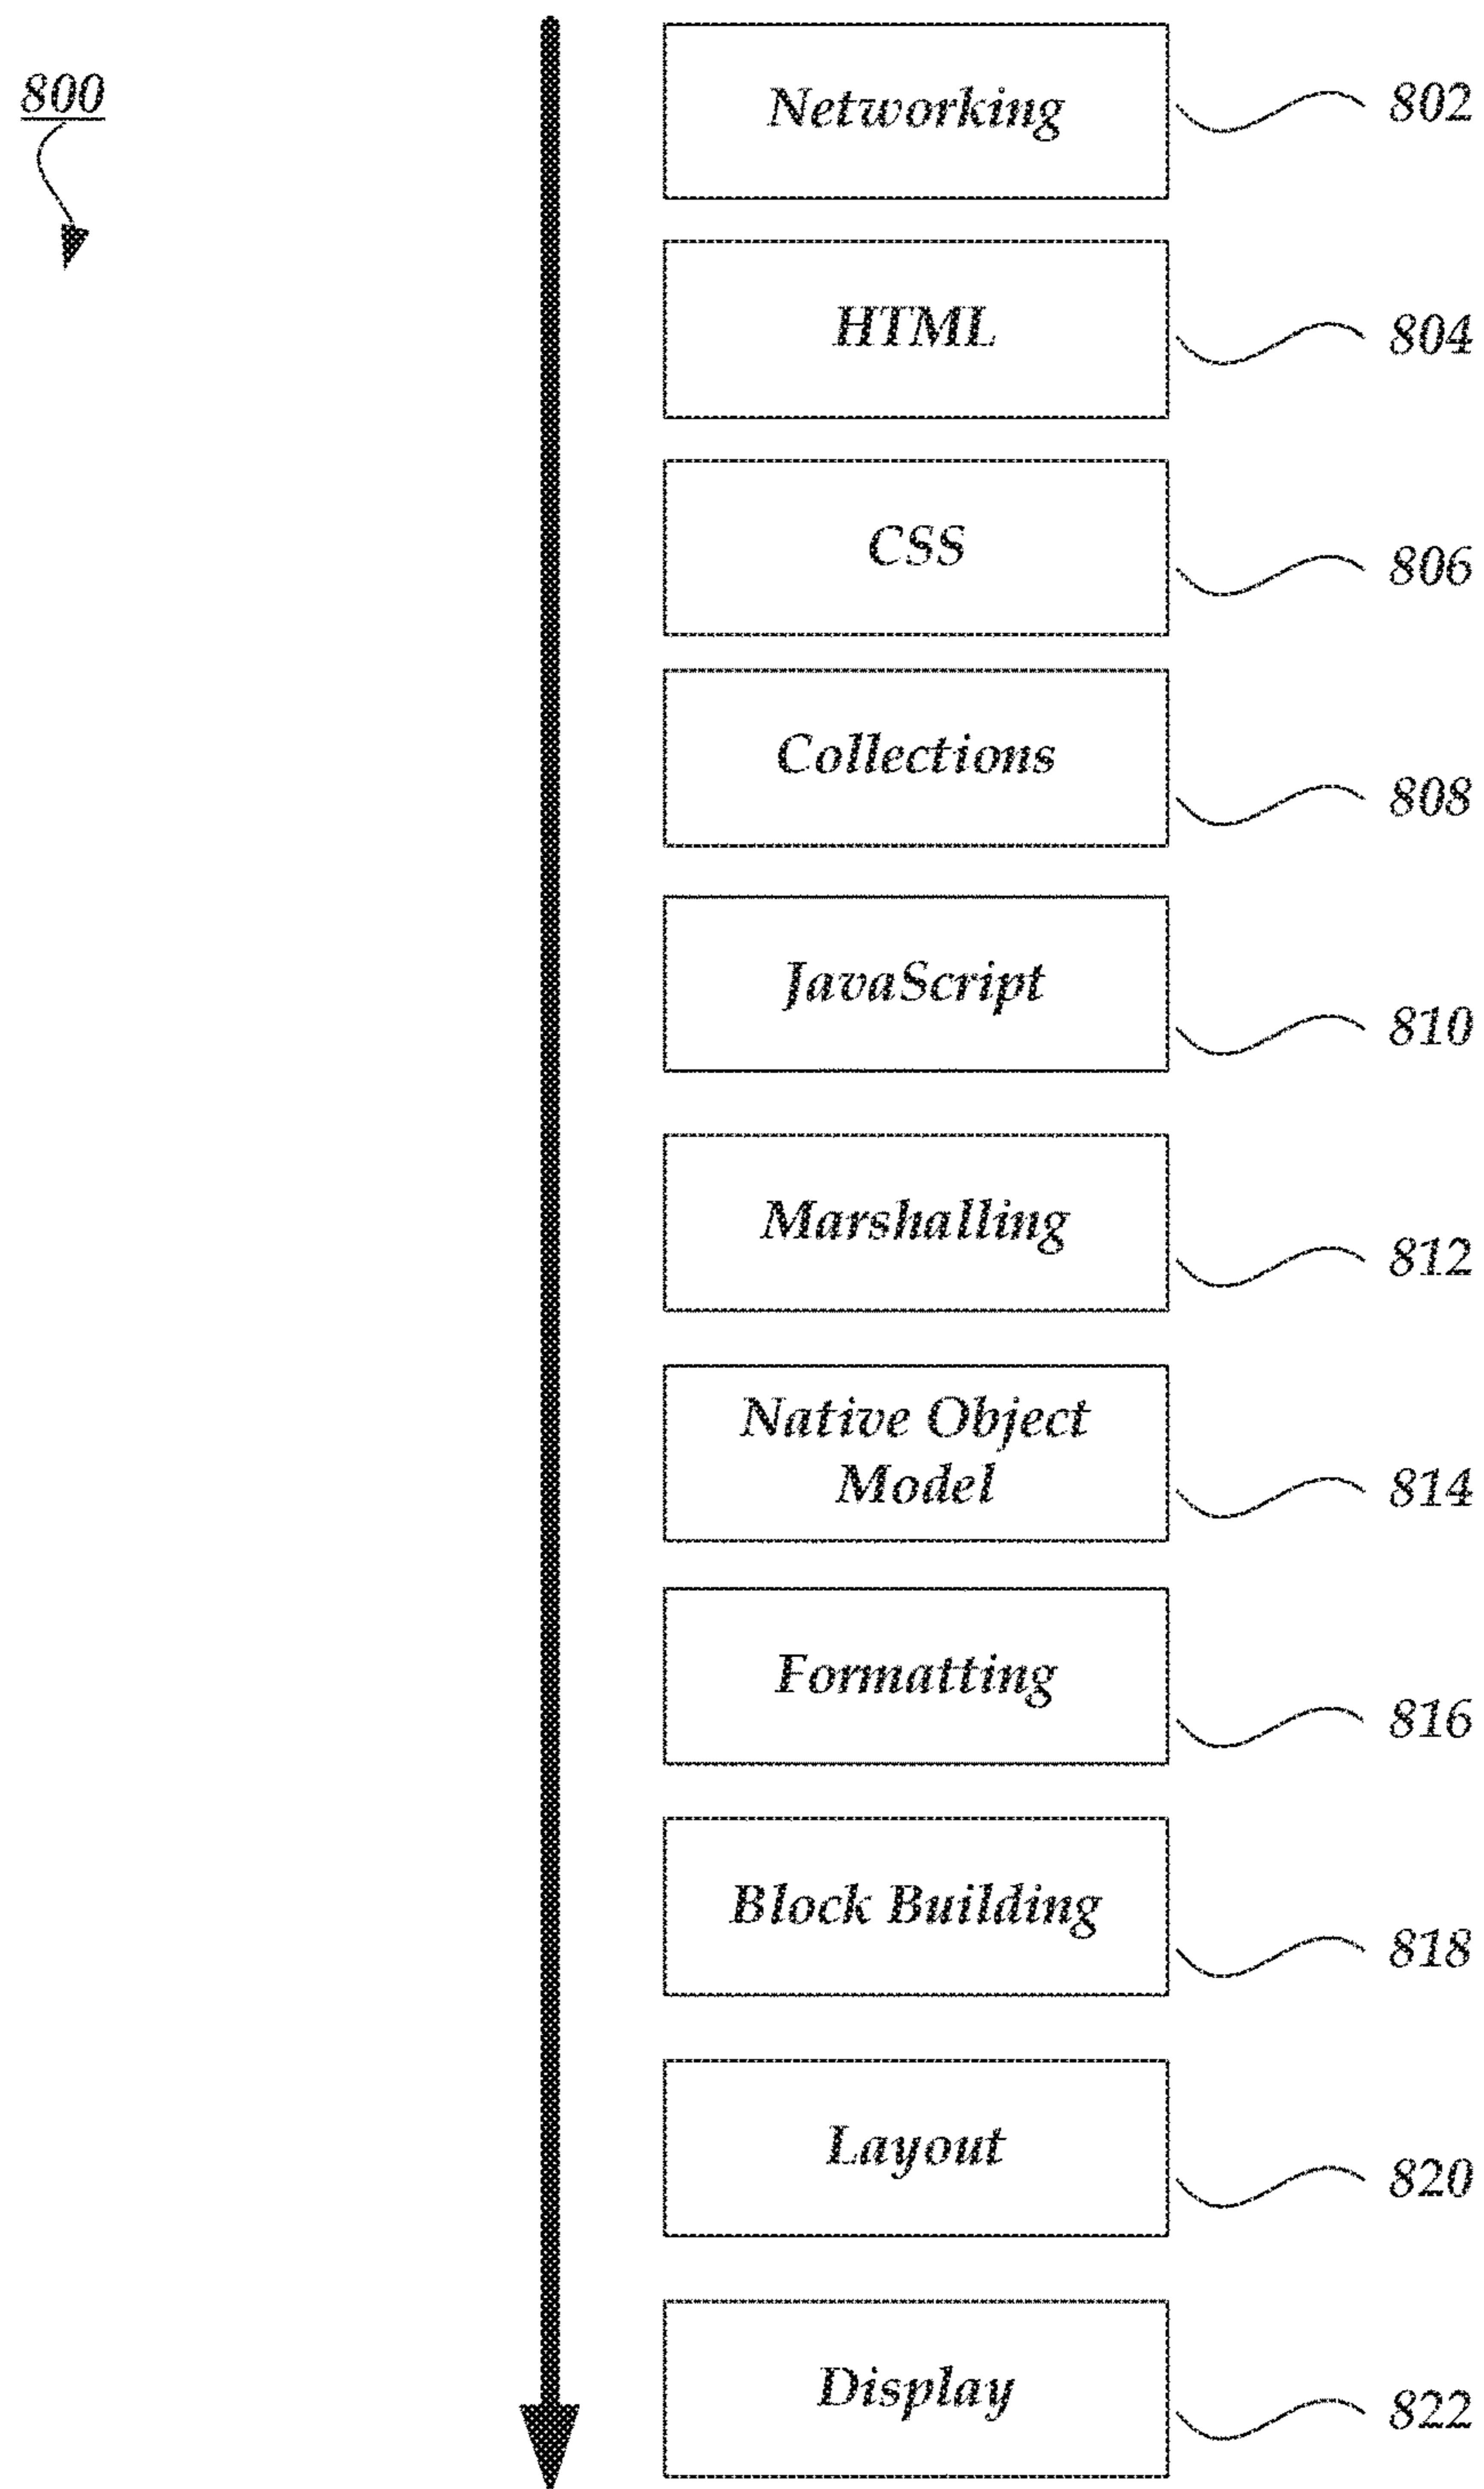 800
Networking
802
HTML
804
CSS
806
Collections
808
JavaScript
810
Marshalling
812
Native Object
Model
814
Formatting
816
Block Building
818
Layout
820
Display
822